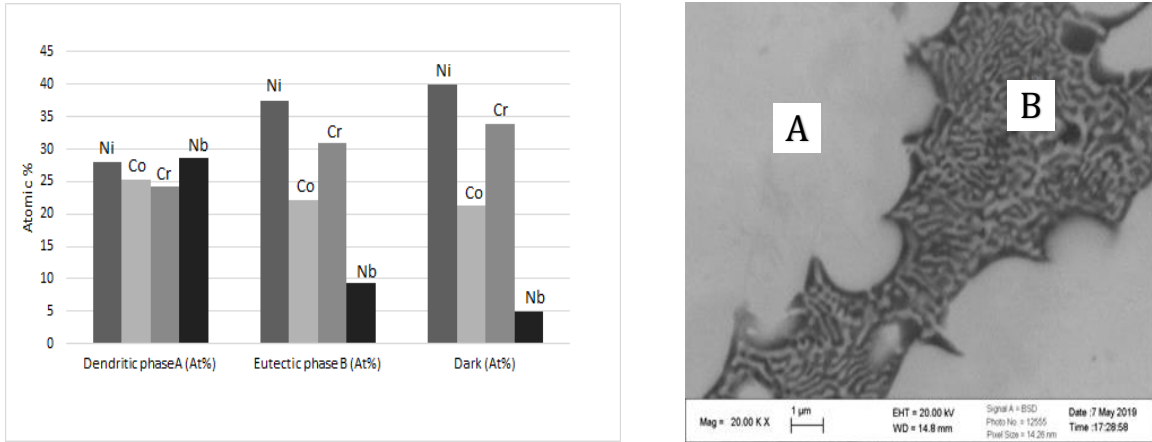 45
40
35
30
25
20
15
10
5
0
Atomic %
Ni
Co
Cr
Nb
Ni
Co
Cr
Nb
Ni
Co
Cr
Nb
Dendritic phase A (At%)
Eutectic phase B (At%)
Dark (At%)
A
B
Mag = 20.00 K X
1 µm
EHT = 20.00 kV
WD = 14.8 mm
Signal A = BSD
Photo No. = 12555
Pixel Size = 14.26 nm
Date :7 May 2019
Time :17:28:58